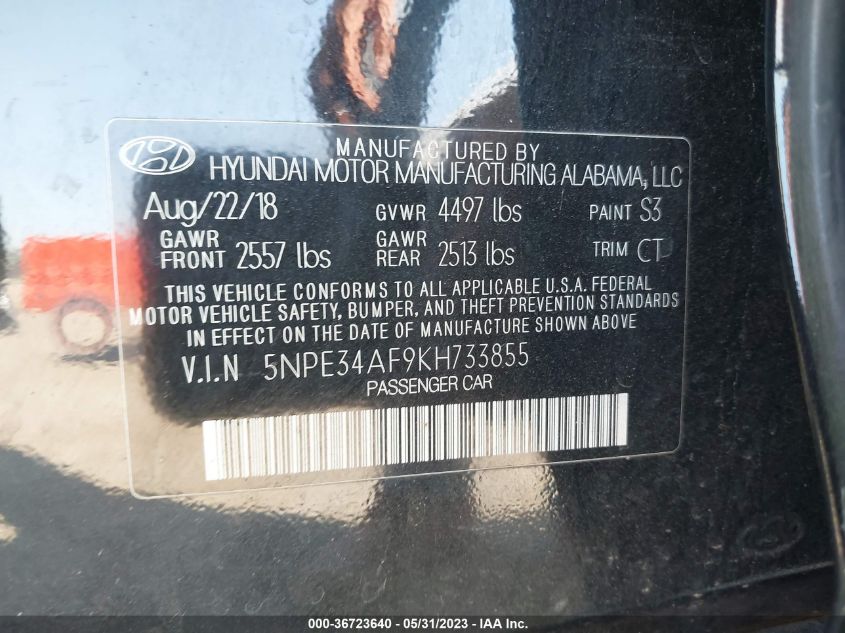 MANUFACTURED BY
HYUNDAI MOTOR MANUFACTURING ALABAMA, LLC
Aug/22/18 GVWR 4497 lbs PAINT S3
GAWR FRONT 2557 lbs GAWR REAR 2513 lbs TRIM CT
THIS VEHICLE CONFORMS TO ALL APPLICABLE U.S.A. FEDERAL
MOTOR VEHICLE SAFETY, BUMPER, AND THEFT PREVENTION STANDARDS
IN EFFECT ON THE DATE OF MANUFACTURE SHOWN ABOVE.
V.I.N 5NPE34AF9KH733855
PASSENGER CAR
000-36723640 - 05/31/2023 - IAA Inc.